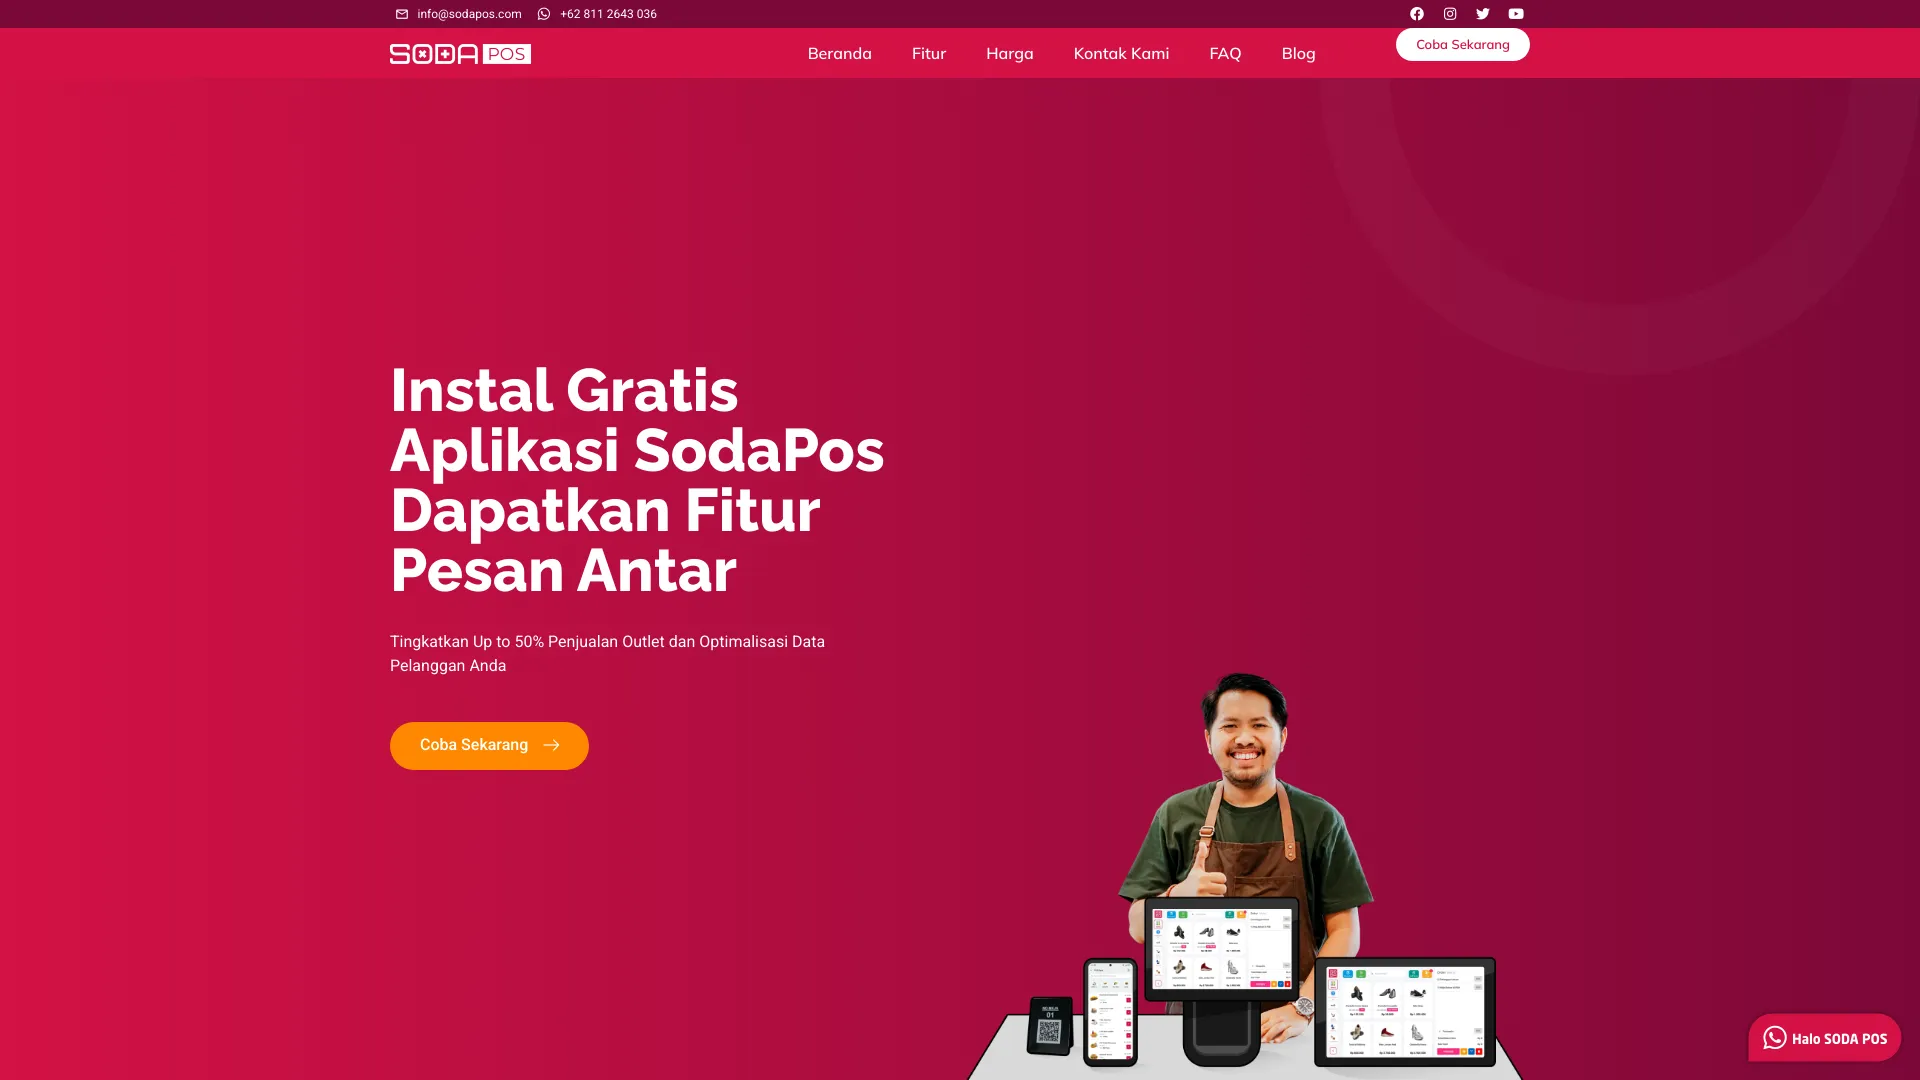 info@sodapos.com
+62 811 2643 036
SODA POS
Beranda
Fitur
Harga
Kontak Kami
FAQ
Blog
Coba Sekarang
Instal Gratis
Aplikasi SodaPos
Dapatkan Fitur
Pesan Antar
Tingkatkan Up to 50% Penjualan Outlet dan Optimalisasi Data
Pelanggan Anda
Coba Sekarang
01
Halo SODA POS